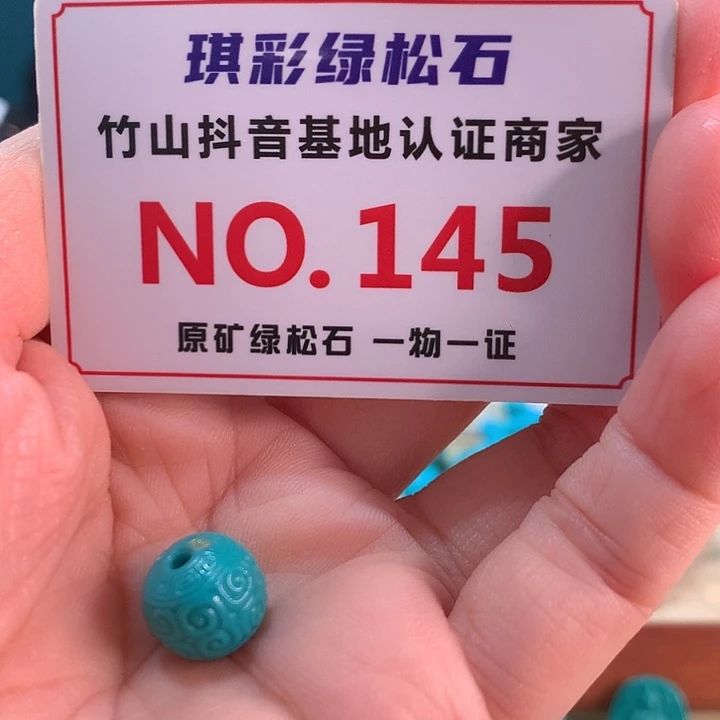 琪彩绿松石
竹山抖音基地认证商家
NO.145
原矿绿松石 一物一证